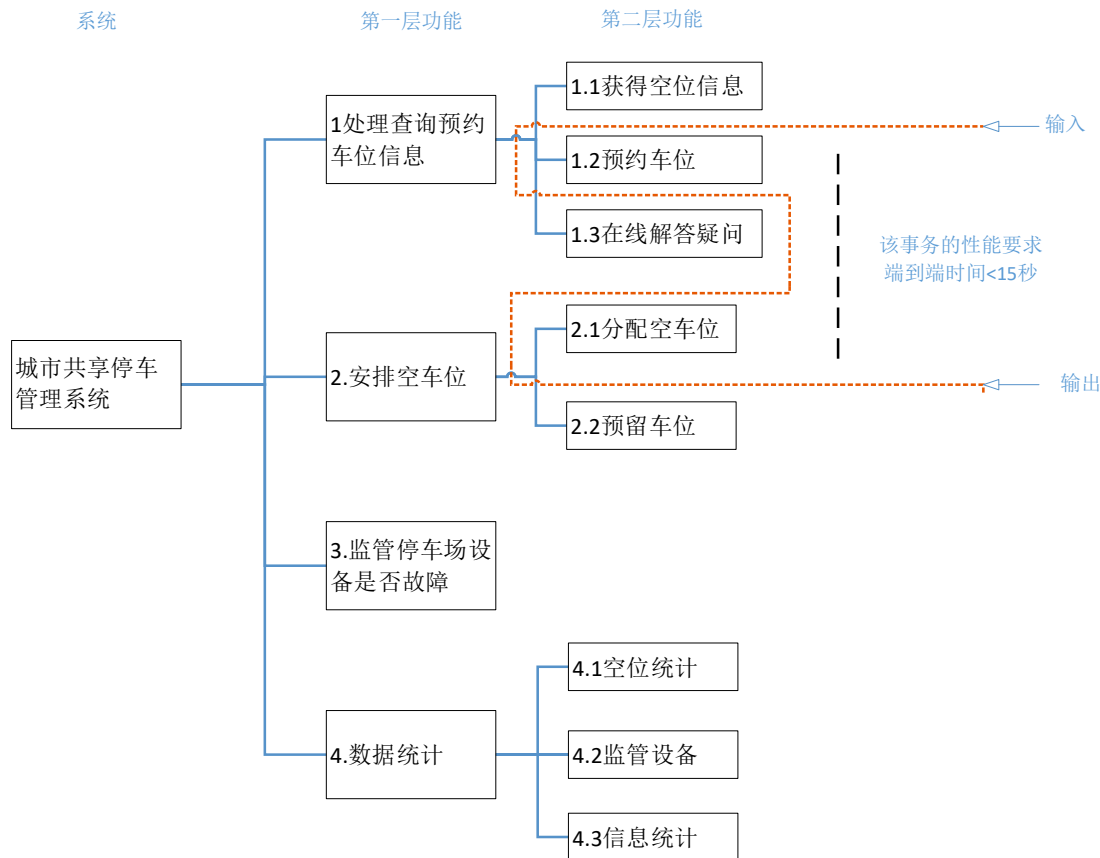 系统
第一层功能
第二层功能
1.1获得空位信息
1处理查询预约
车位信息
输入
1.2预约车位
1.3在线解答疑问
该事务的性能要求
端到端时间<15秒
2.1分配空车位
城市共享停车
管理系统
2.安排空车位
输出
2.2预留车位
3.监管停车场设
备是否故障
4.1空位统计
4.数据统计
4.2监管设备
4.3信息统计